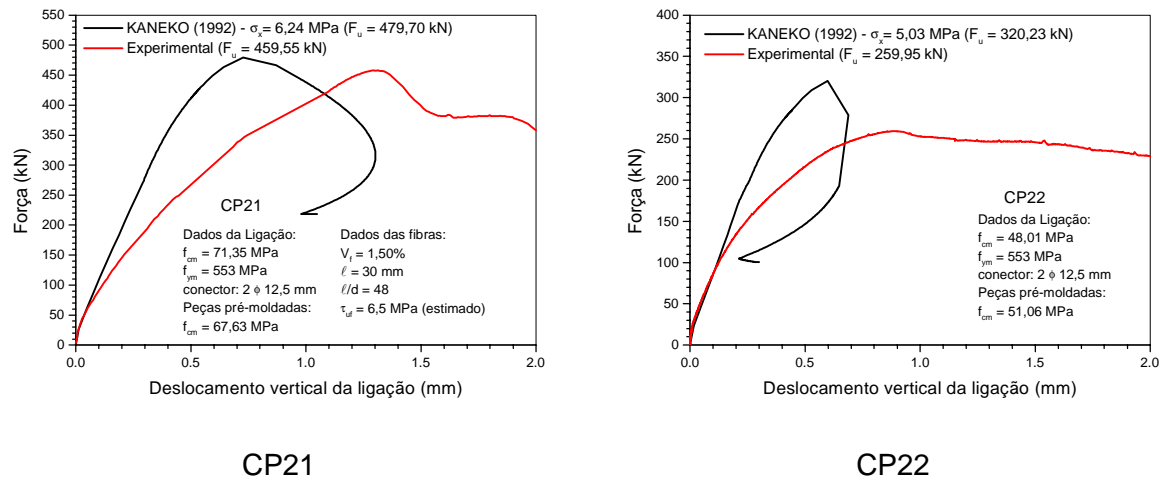 KANEKO (1992) - σx= 6,24 MPa (Fu = 479,70 kN)
Experimental (Fu = 459,55 kN)
550
500
450
400
350
300
250
200
150
100
50
0
Força (kN)
CP21
Dados da Ligação:
fcm = 71,35 MPa
fym = 553 MPa
conector: 2 ϕ 12,5 mm
Peças pré-moldadas:
fcm = 67,63 MPa
Dados das fibras:
Vf = 1,50%
ℓ = 30 mm
ℓ/d = 48
τuf = 6,5 MPa (estimado)
0.0 0.5 1.0 1.5 2.0
Deslocamento vertical da ligação (mm)
CP21
KANEKO (1992) - σx= 5,03 MPa (Fu = 320,23 kN)
Experimental (Fu = 259,95 kN)
400
350
300
250
200
150
100
50
0
Força (kN)
CP22
Dados da Ligação:
fcm = 48,01 MPa
fym = 553 MPa
conector: 2 ϕ 12,5 mm
Peças pré-moldadas:
fcm = 51,06 MPa
0.0 0.5 1.0 1.5 2.0
Deslocamento vertical da ligação (mm)
CP22